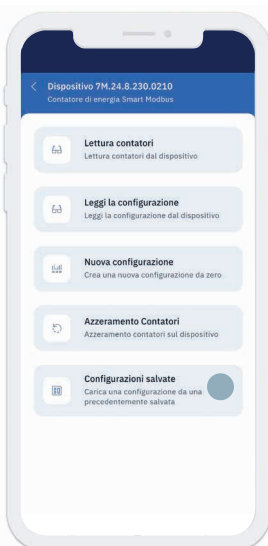 Dispositivo 7M.24.8.230.0210
Contatore di energia Smart Modbus
Lettura contatori
Lettura contatori dal dispositivo
Leggi la configurazione
Leggi la configurazione dal dispositivo
Nuova configurazione
Crea una nuova configurazione da zero
Azzeramento Contatori
Azzeramento contatori sul dispositivo
Configurazioni salvate
Carica una configurazione da una
precedentemente salvata